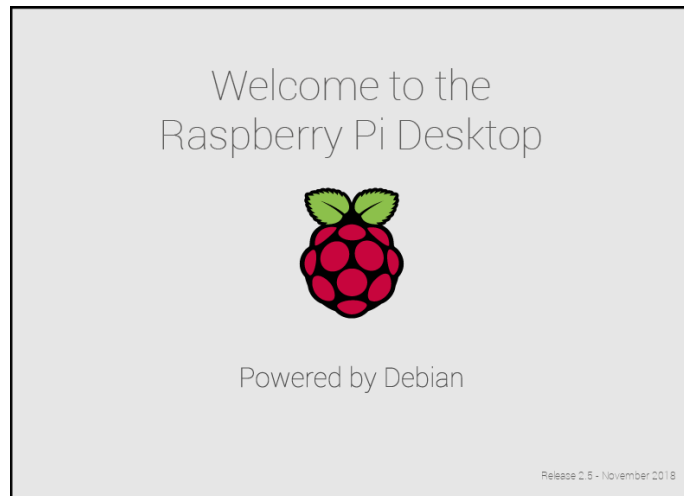 Welcome to the
Raspberry Pi Desktop
Powered by Debian
Release 2.5 - November 2018